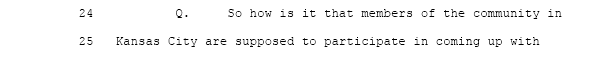 24 Q. So how is it that members of the community in
25 Kansas City are supposed to participate in coming up with